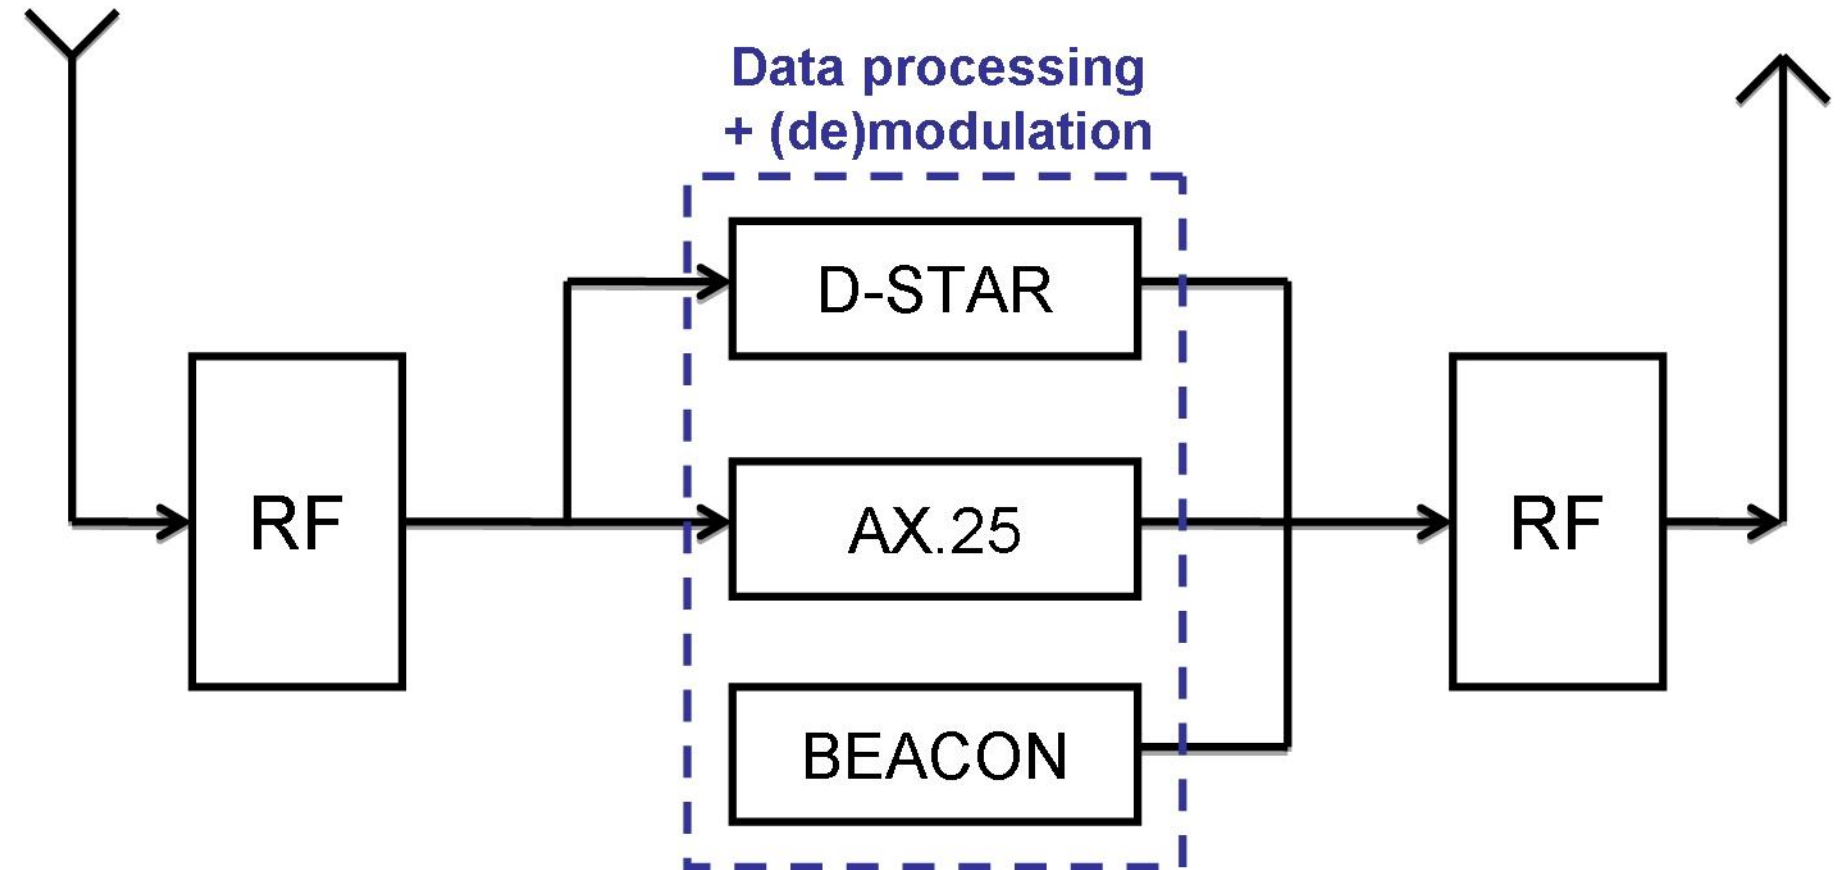 Data processing
+ (de)modulation
D-STAR
RF
AX.25
RF
BEACON